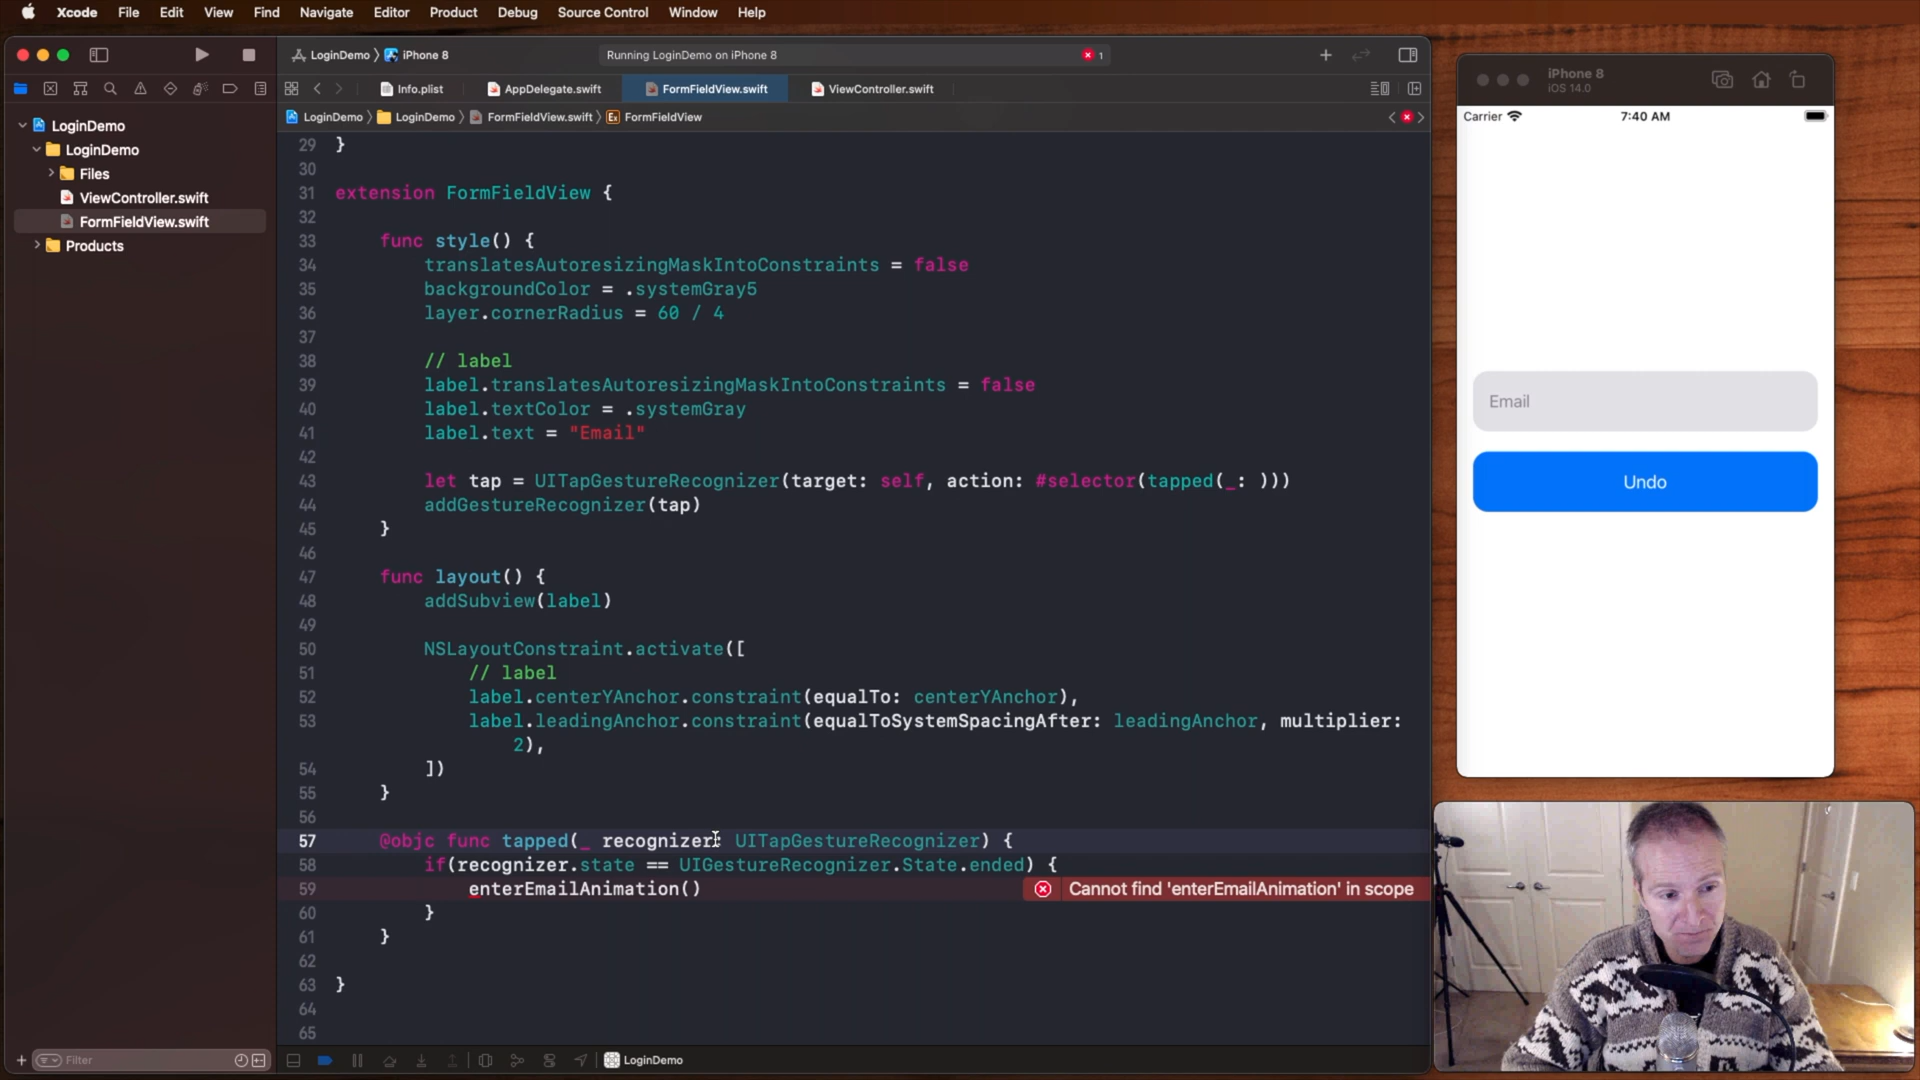 Xcode File Edit View Find Navigate Editor Product Debug Source Control Window Help
LoginDemo iPhone 8
Running LoginDemo on iPhone 8
1
Info.plist AppDelegate.swift FormFieldView.swift ViewController.swift
LoginDemo LoginDemo FormFieldView.swift Ex FormFieldView
LoginDemo
LoginDemo
Files
ViewController.swift
FormFieldView.swift
Products
Filter
29 }
30
31 extension FormFieldView {
32
33 func style() {
34 translatesAutoresizingMaskIntoConstraints = false
35 backgroundColor = .systemGray5
36 layer.cornerRadius = 60 / 4
37
38 // label
39 label.translatesAutoresizingMaskIntoConstraints = false
40 label.textColor = .systemGray
41 label.text = "Email"
42
43 let tap = UITapGestureRecognizer(target: self, action: #selector(tapped(_: )))
44 addGestureRecognizer(tap)
45 }
46
47 func layout() {
48 addSubview(label)
49
50 NSLayoutConstraint.activate([
51 // label
52 label.centerYAnchor.constraint(equalTo: centerYAnchor),
53 label.leadingAnchor.constraint(equalToSystemSpacingAfter: leadingAnchor, multiplier:
2),
54 ])
55 }
56
57 @objc func tapped(_ recognizer: UITapGestureRecognizer) {
58 if(recognizer.state == UIGestureRecognizer.State.ended) {
59 enterEmailAnimation() Cannot find 'enterEmailAnimation' in scope
60 }
61 }
62
63 }
64
65
LoginDemo
iPhone 8
iOS 14.0
Carrier 7:40 AM
Email
Undo